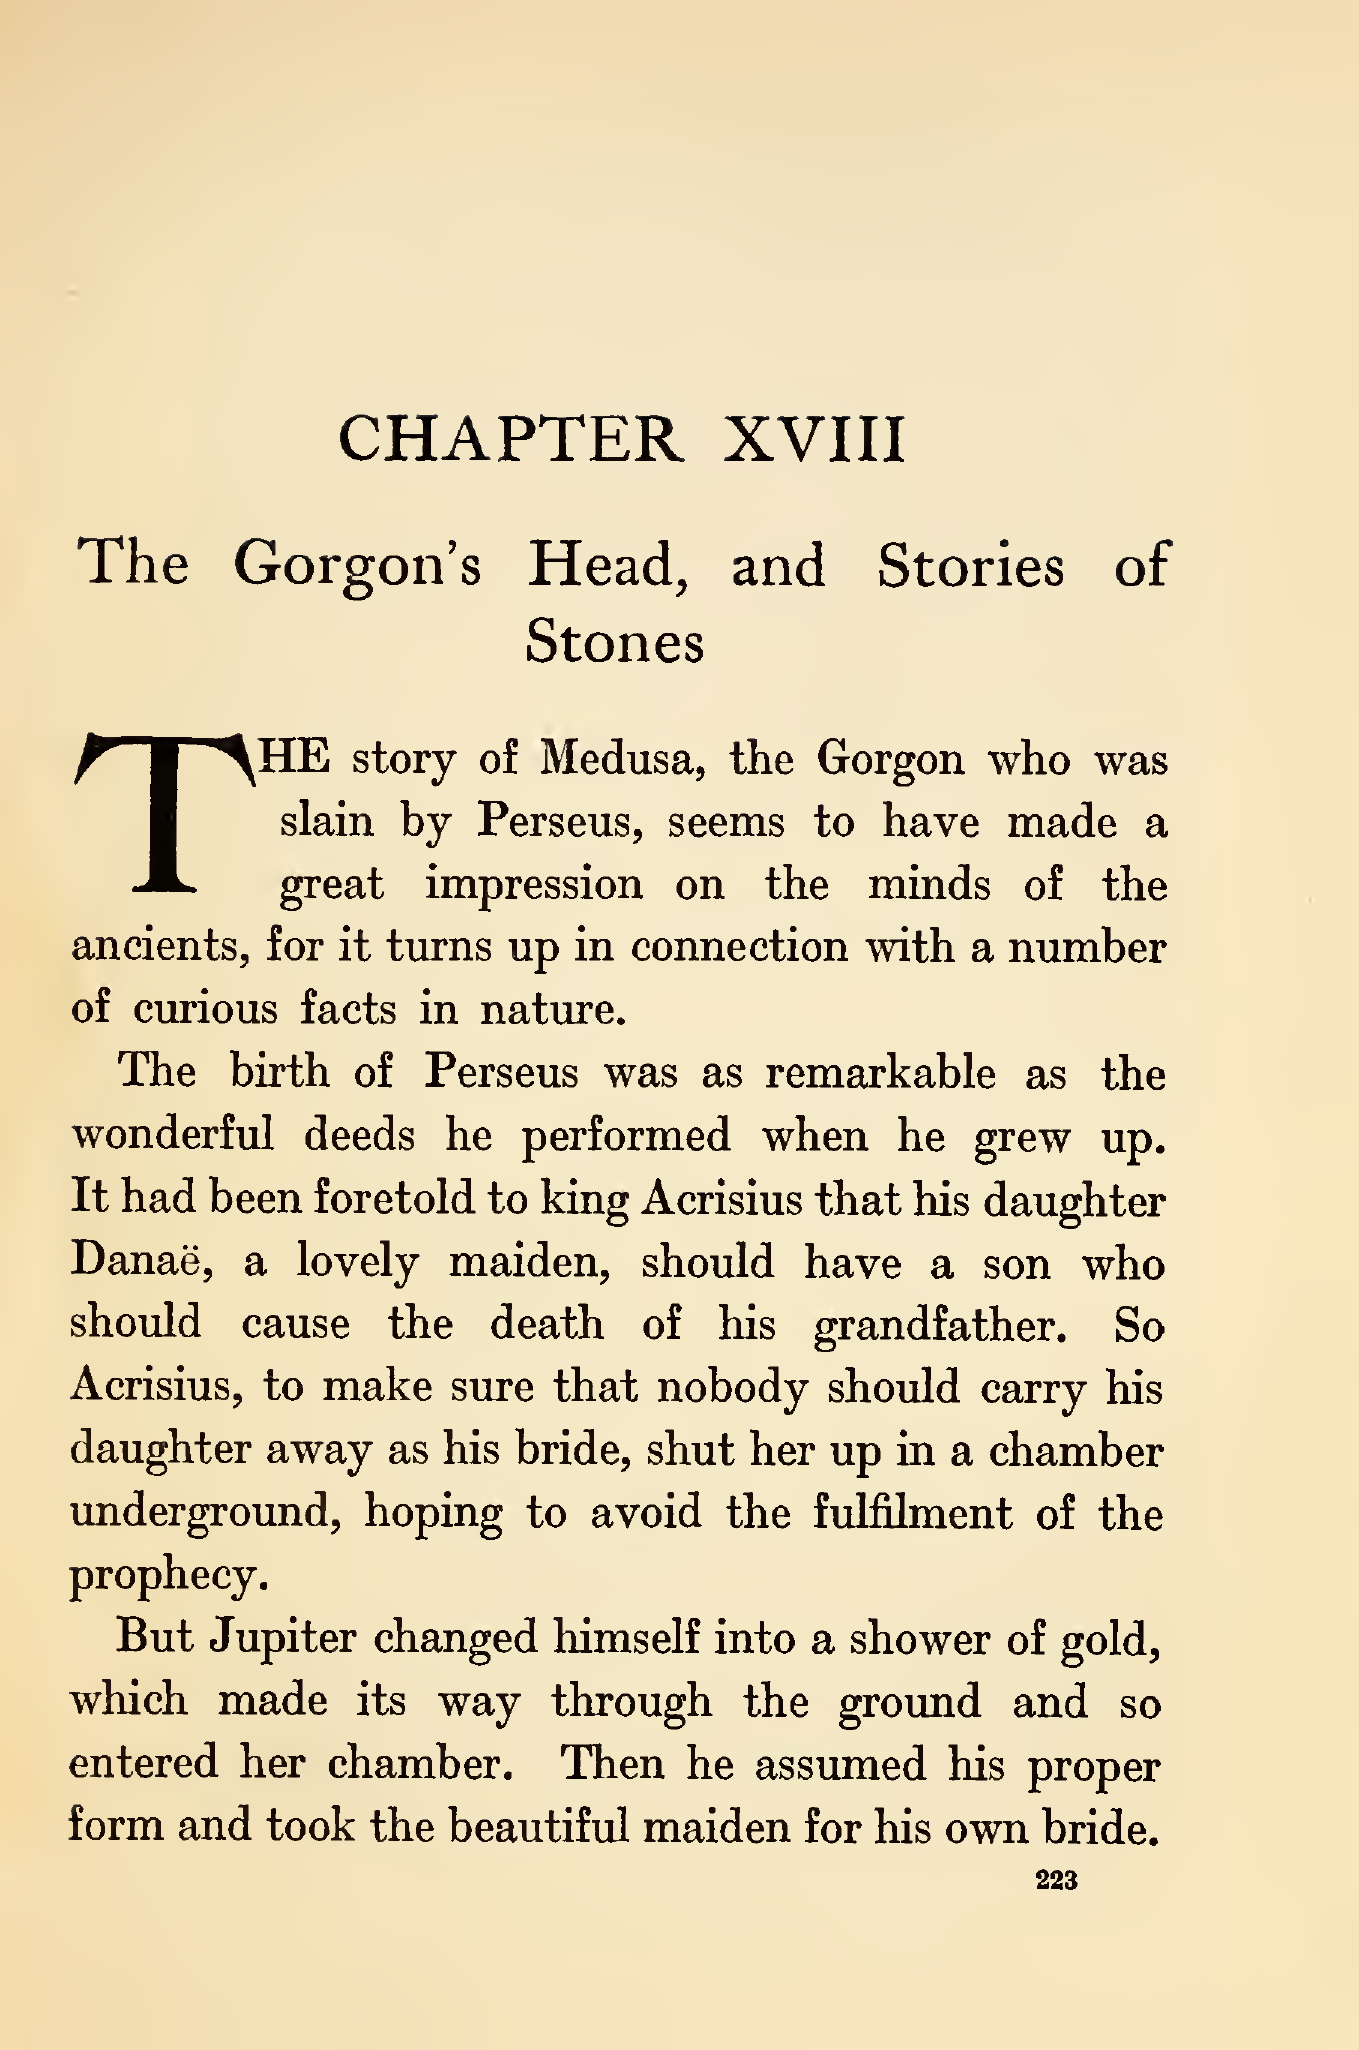 CHAPTER XVIII
The Gorgon's Head, and Stories of
Stones
THE story of Medusa, the Gorgon who was
slain by Perseus, seems to have made a
great impression on the minds of the
ancients, for it turns up in connection with a number
of curious facts in nature.
The birth of Perseus was as remarkable as the
wonderful deeds he performed when he grew up.
It had been foretold to king Acrisius that his daughter
Danaë, a lovely maiden, should have a son who
should cause the death of his grandfather. So
Acrisius, to make sure that nobody should carry his
daughter away as his bride, shut her up in a chamber
underground, hoping to avoid the fulfilment of the
prophecy.
But Jupiter changed himself into a shower of gold,
which made its way through the ground and so
entered her chamber. Then he assumed his proper
form and took the beautiful maiden for his own bride.
223